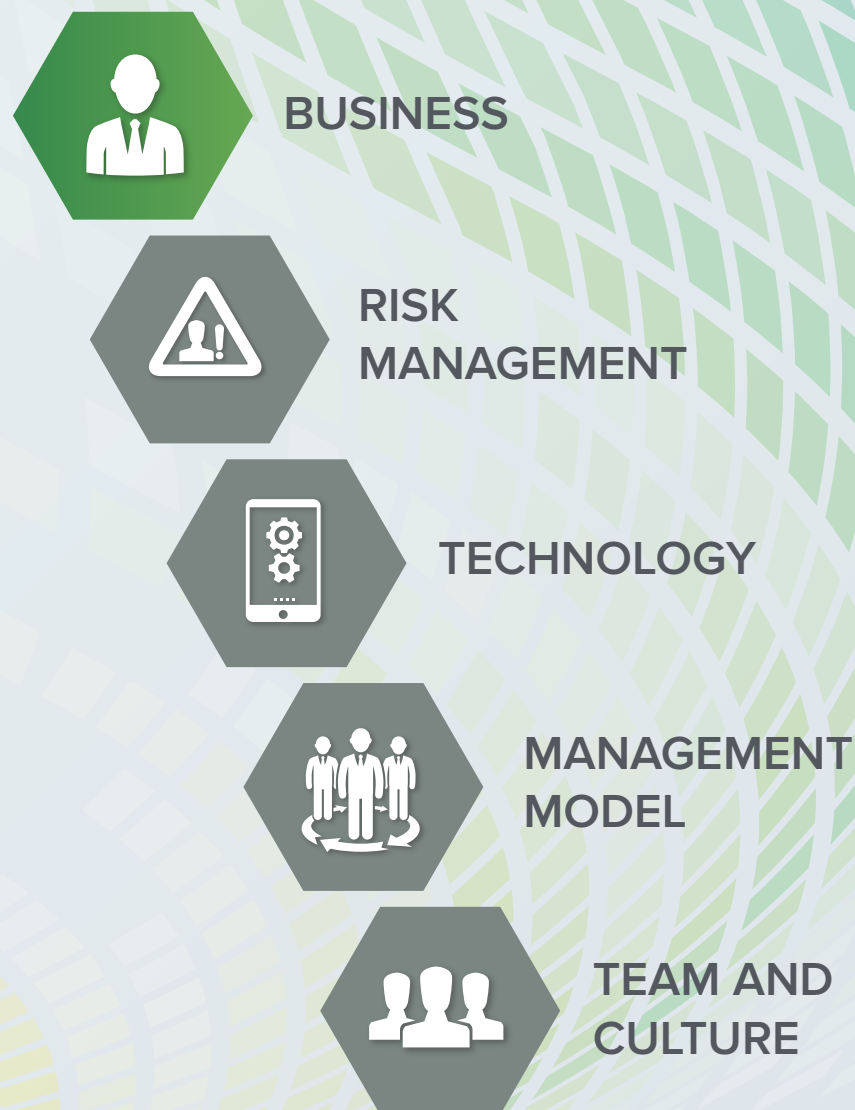 BUSINESS
RISK
MANAGEMENT
TECHNOLOGY
MANAGEMENT
MODEL
TEAM AND
CULTURE